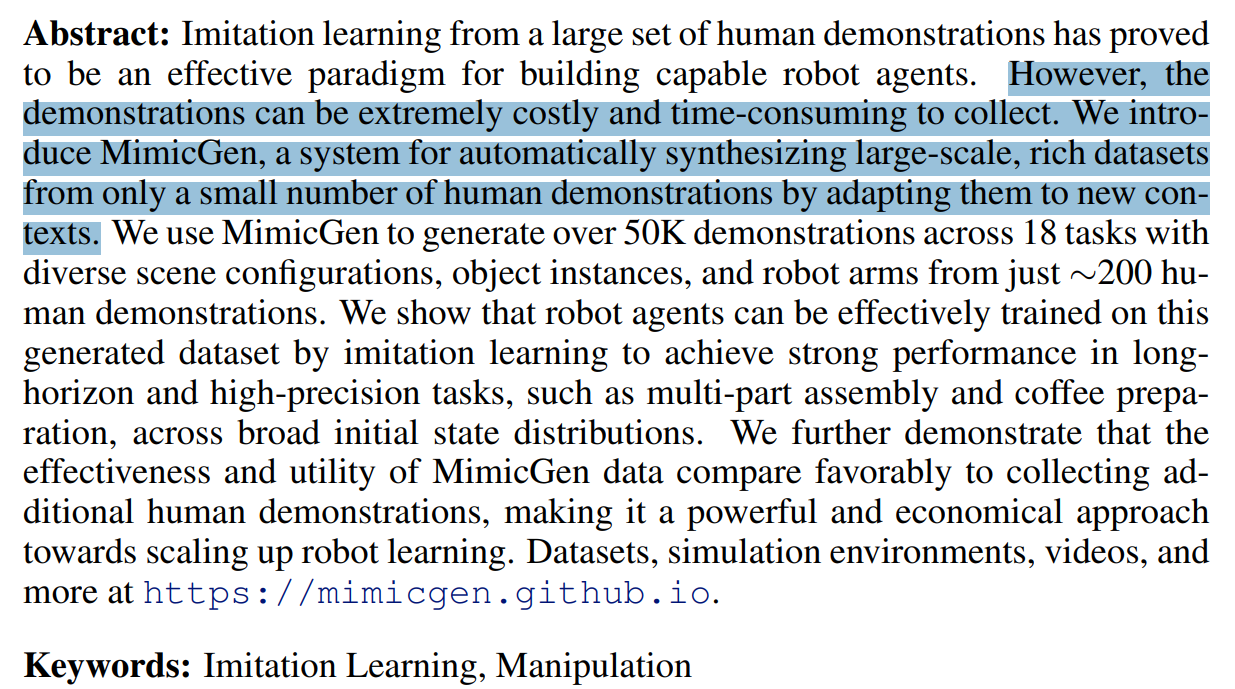 Abstract: Imitation learning from a large set of human demonstrations has proved
to be an effective paradigm for building capable robot agents. However, the
demonstrations can be extremely costly and time-consuming to collect. We intro-
duce MimicGen, a system for automatically synthesizing large-scale, rich datasets
from only a small number of human demonstrations by adapting them to new con-
texts. We use MimicGen to generate over 50K demonstrations across 18 tasks with
diverse scene configurations, object instances, and robot arms from just ~200 hu-
man demonstrations. We show that robot agents can be effectively trained on this
generated dataset by imitation learning to achieve strong performance in long-
horizon and high-precision tasks, such as multi-part assembly and coffee prepa-
ration, across broad initial state distributions. We further demonstrate that the
effectiveness and utility of MimicGen data compare favorably to collecting ad-
ditional human demonstrations, making it a powerful and economical approach
towards scaling up robot learning. Datasets, simulation environments, videos, and
more at https://mimicgen.github.io.
Keywords: Imitation Learning, Manipulation